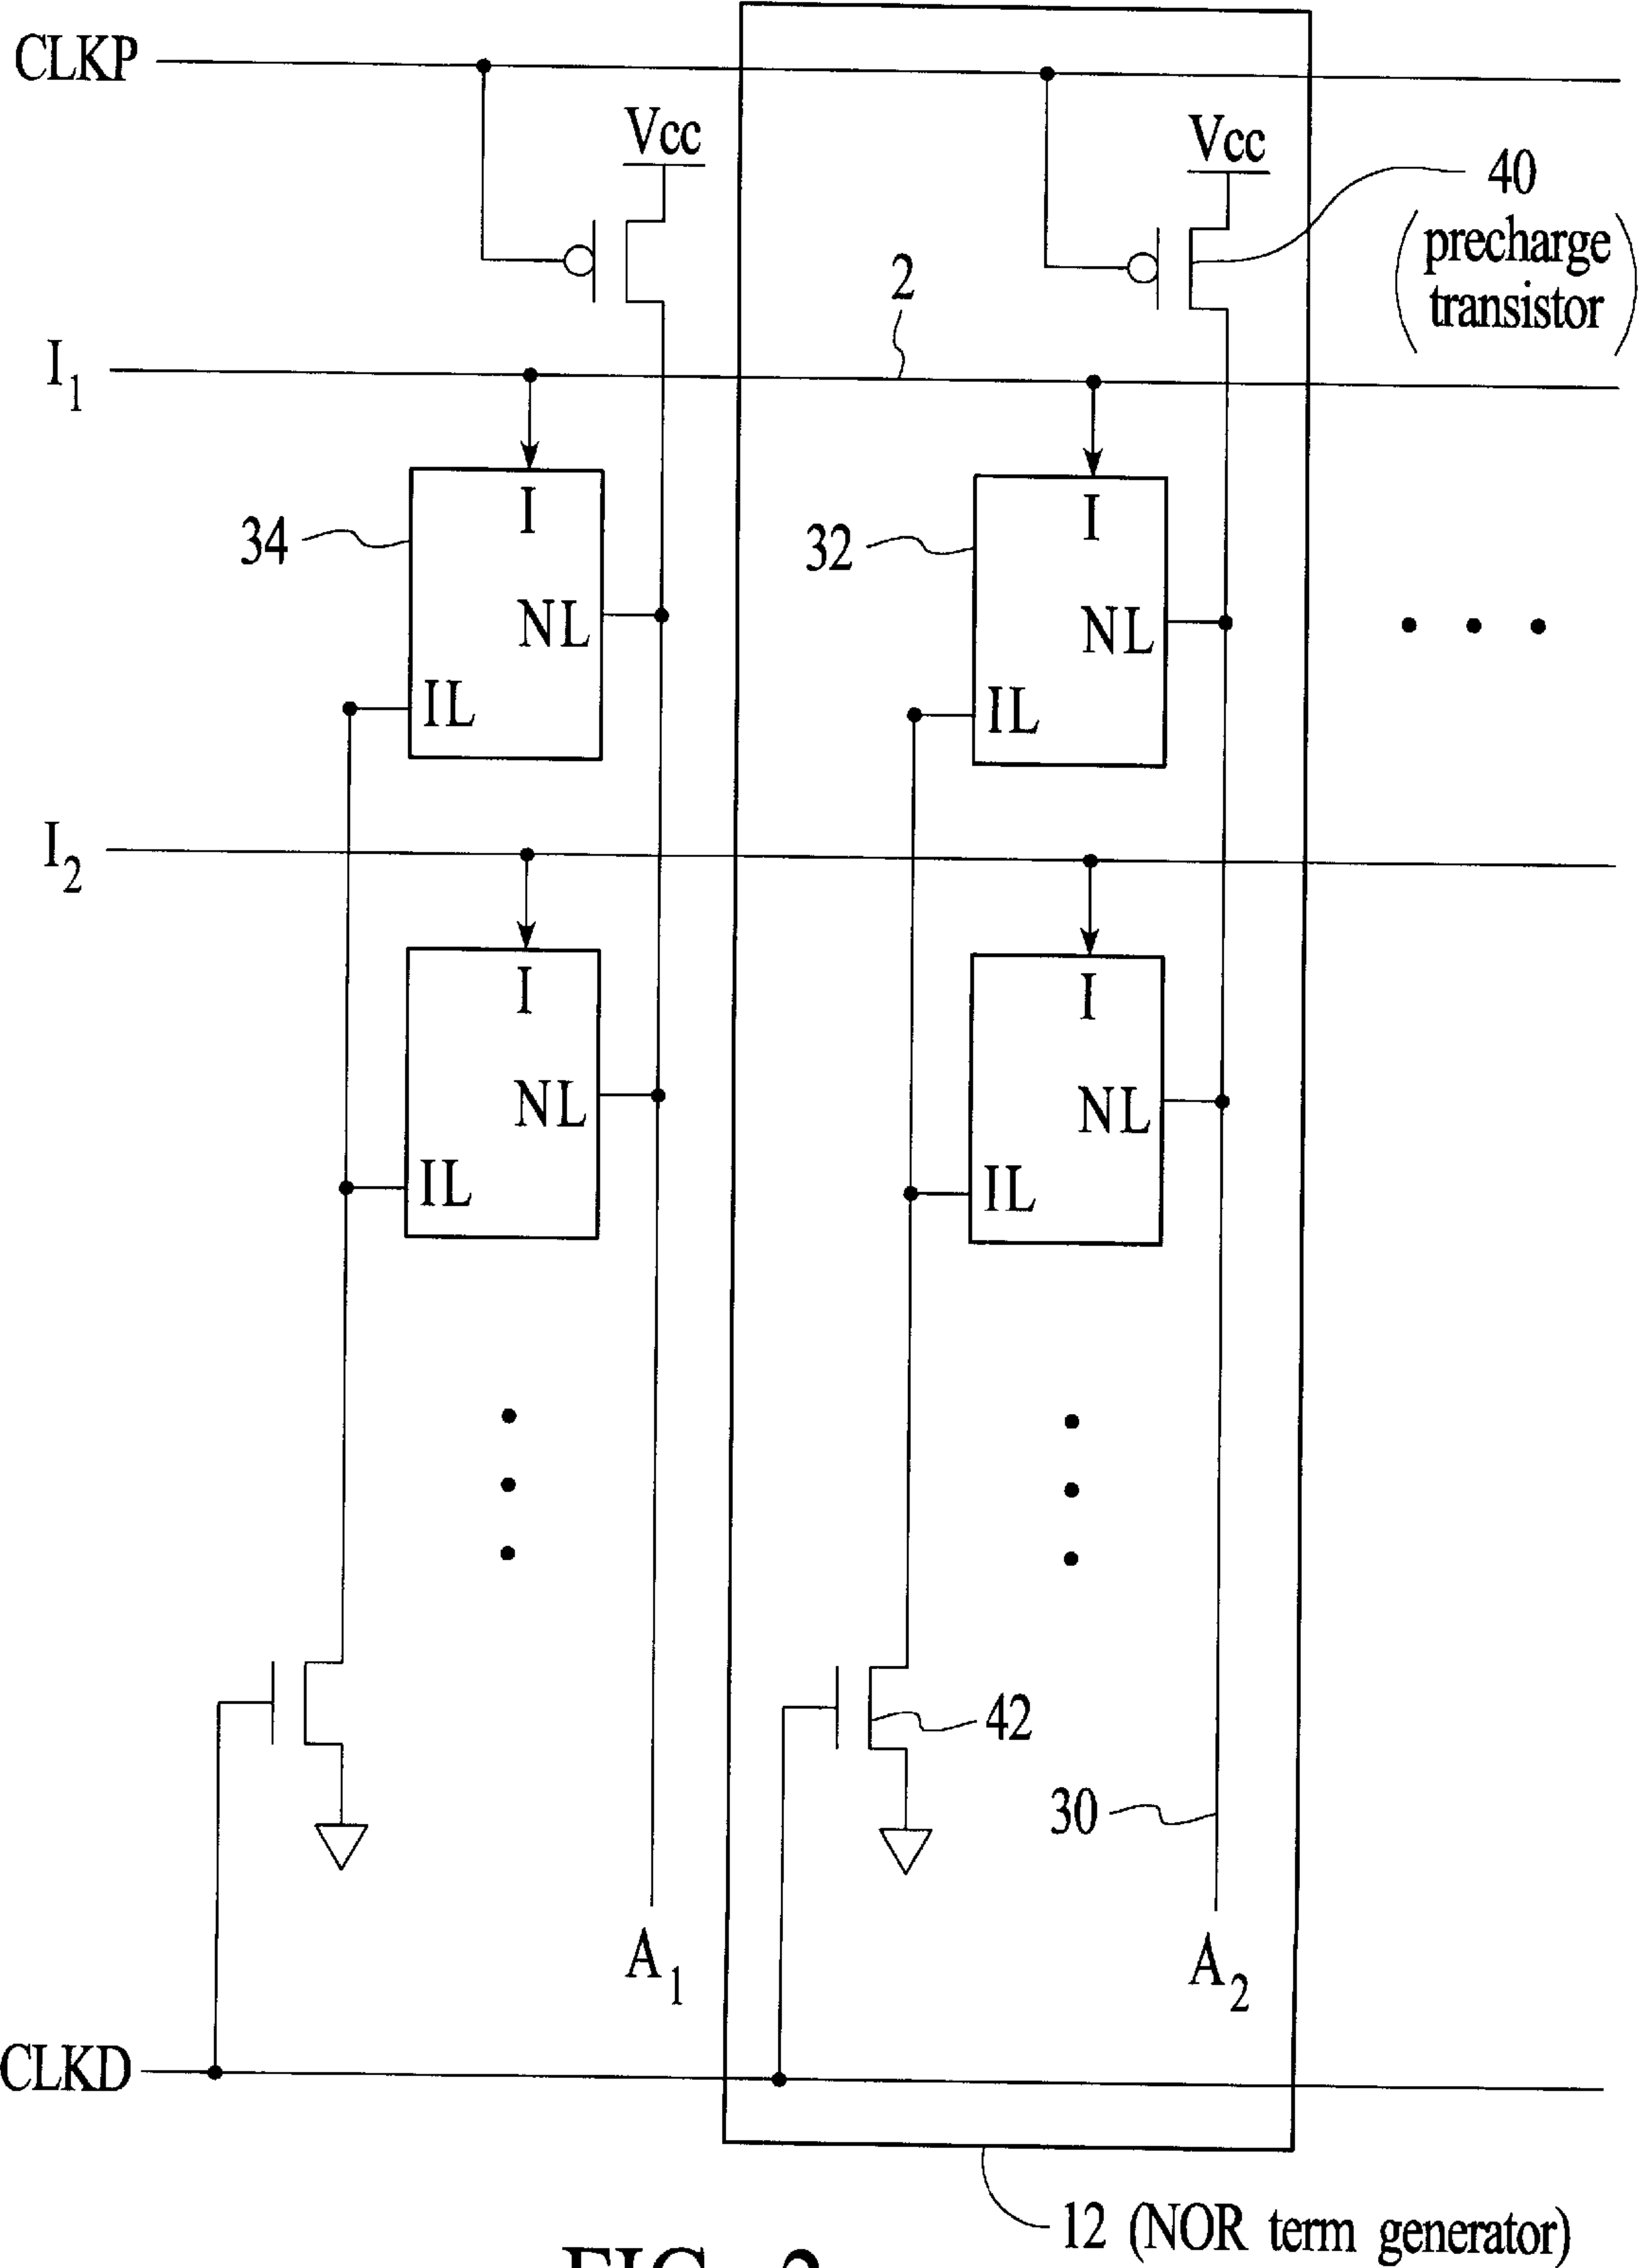 CLKP
Vcc
Vcc
40
(precharge
transistor)
2
I1
I
I
34
32
NL
NL
IL
IL
I2
I
I
NL
NL
IL
IL
42
30
A1
A2
CLKD
12 (NOR term generator)